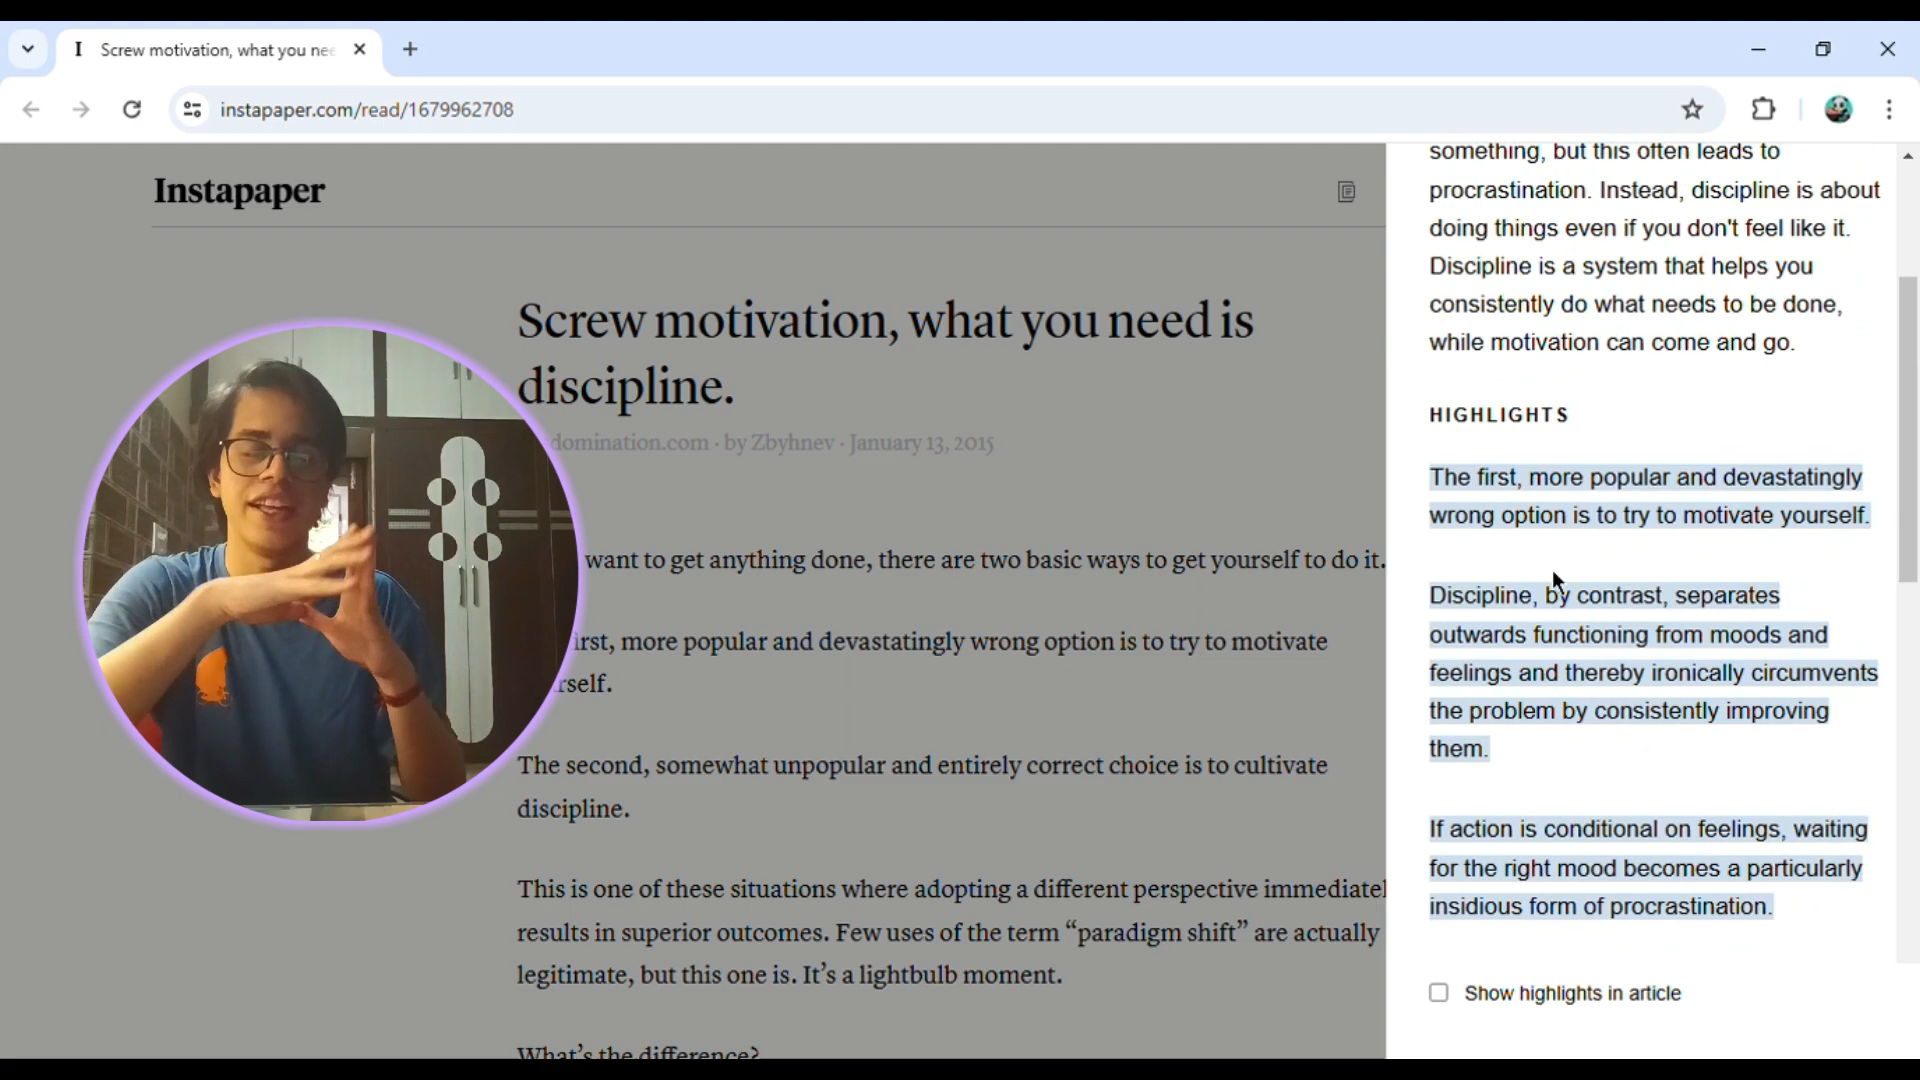 Screw motivation, what you nee
instapaper.com/read/1679962708
Instapaper
Screw motivation, what you need is
discipline.
domination.com · by Zbyhnev · January 13, 2015
want to get anything done, there are two basic ways to get yourself to do it.
irst, more popular and devastatingly wrong option is to try to motivate
rself.
The second, somewhat unpopular and entirely correct choice is to cultivate
discipline.
This is one of these situations where adopting a different perspective immediatel
results in superior outcomes. Few uses of the term “paradigm shift” are actually
legitimate, but this one is. It’s a lightbulb moment.
What’s the difference?
something, but this often leads to
procrastination. Instead, discipline is about
doing things even if you don't feel like it.
Discipline is a system that helps you
consistently do what needs to be done,
while motivation can come and go.
HIGHLIGHTS
The first, more popular and devastatingly
wrong option is to try to motivate yourself.
Discipline, by contrast, separates
outwards functioning from moods and
feelings and thereby ironically circumvents
the problem by consistently improving
them.
If action is conditional on feelings, waiting
for the right mood becomes a particularly
insidious form of procrastination.
Show highlights in article